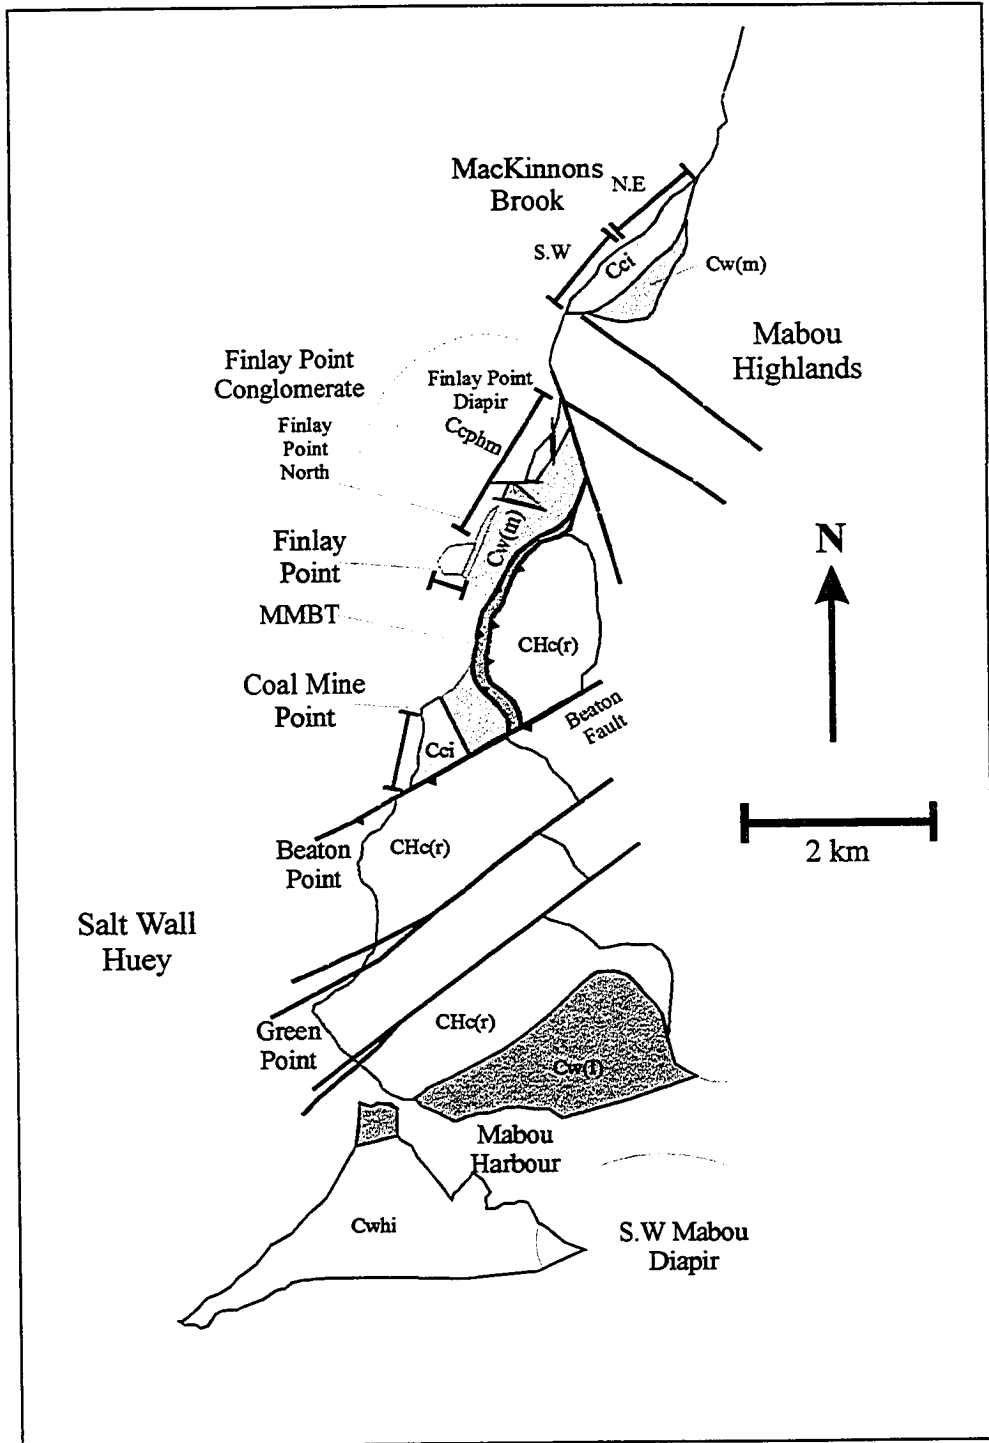 MacKinnons
Brook
N.E
S.W
Cci
Cw(m)
Mabou
Highlands
Finlay Point
Conglomerate
Finlay Point
Diapir
Ccphm
Finlay
Point
North
Cw(m)
Finlay
Point
N
MMBT
CHc(r)
Coal Mine
Point
Beaton
Fault
Cci
2 km
Beaton
Point
CHc(r)
Salt Wall
Huey
Green
Point
CHc(r)
Cw(l)
Mabou
Harbour
Cwhi
S.W Mabou
Diapir